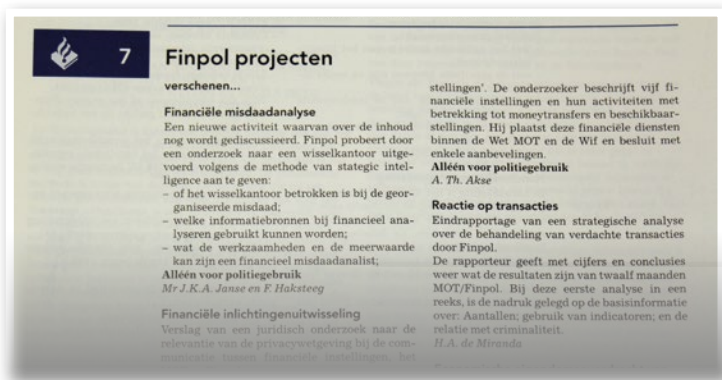 7 Finpol projecten
verschenen...
Financiële misdaadanalyse
Een nieuwe activiteit waarvan over de inhoud
nog wordt gediscussieerd. Finpol probeert door
een onderzoek naar een wisselkantoor uitge-
voerd volgens de methode van stategic intel-
ligence aan te geven:
– of het wisselkantoor betrokken is bij de geor-
ganiseerde misdaad;
– welke informatiebronnen bij financieel ana-
lyseren gebruikt kunnen worden;
– wat de werkzaamheden en de meerwaarde
kan zijn een financieel misdaadanalist;
Alléén voor politiegebruik
Mr J.K.A. Janse en F. Haksteeg
Financiële inlichtingenuitwisseling
Verslag van een juridisch onderzoek naar de
relevantie van de privacywetgeving bij de com-
municatie tussen financiële instellingen, het
stellingen'. De onderzoeker beschrijft vijf fi-
nanciële instellingen en hun activiteiten met
betrekking tot moneytransfers en beschikbaar-
stellingen. Hij plaatst deze financiële diensten
binnen de Wet MOT en de Wif en besluit met
enkele aanbevelingen.
Alléén voor politiegebruik
A. Th. Akse
Reactie op transacties
Eindrapportage van een strategische analyse
over de behandeling van verdachte transacties
door Finpol.
De rapporteur geeft met cijfers en conclusies
weer wat de resultaten zijn van twaalf maanden
MOT/Finpol. Bij deze eerste analyse in een
reeks, is de nadruk gelegd op de basisinformatie
over: Aantallen; gebruik van indicatoren; en de
relatie met criminaliteit.
H.A. de Miranda